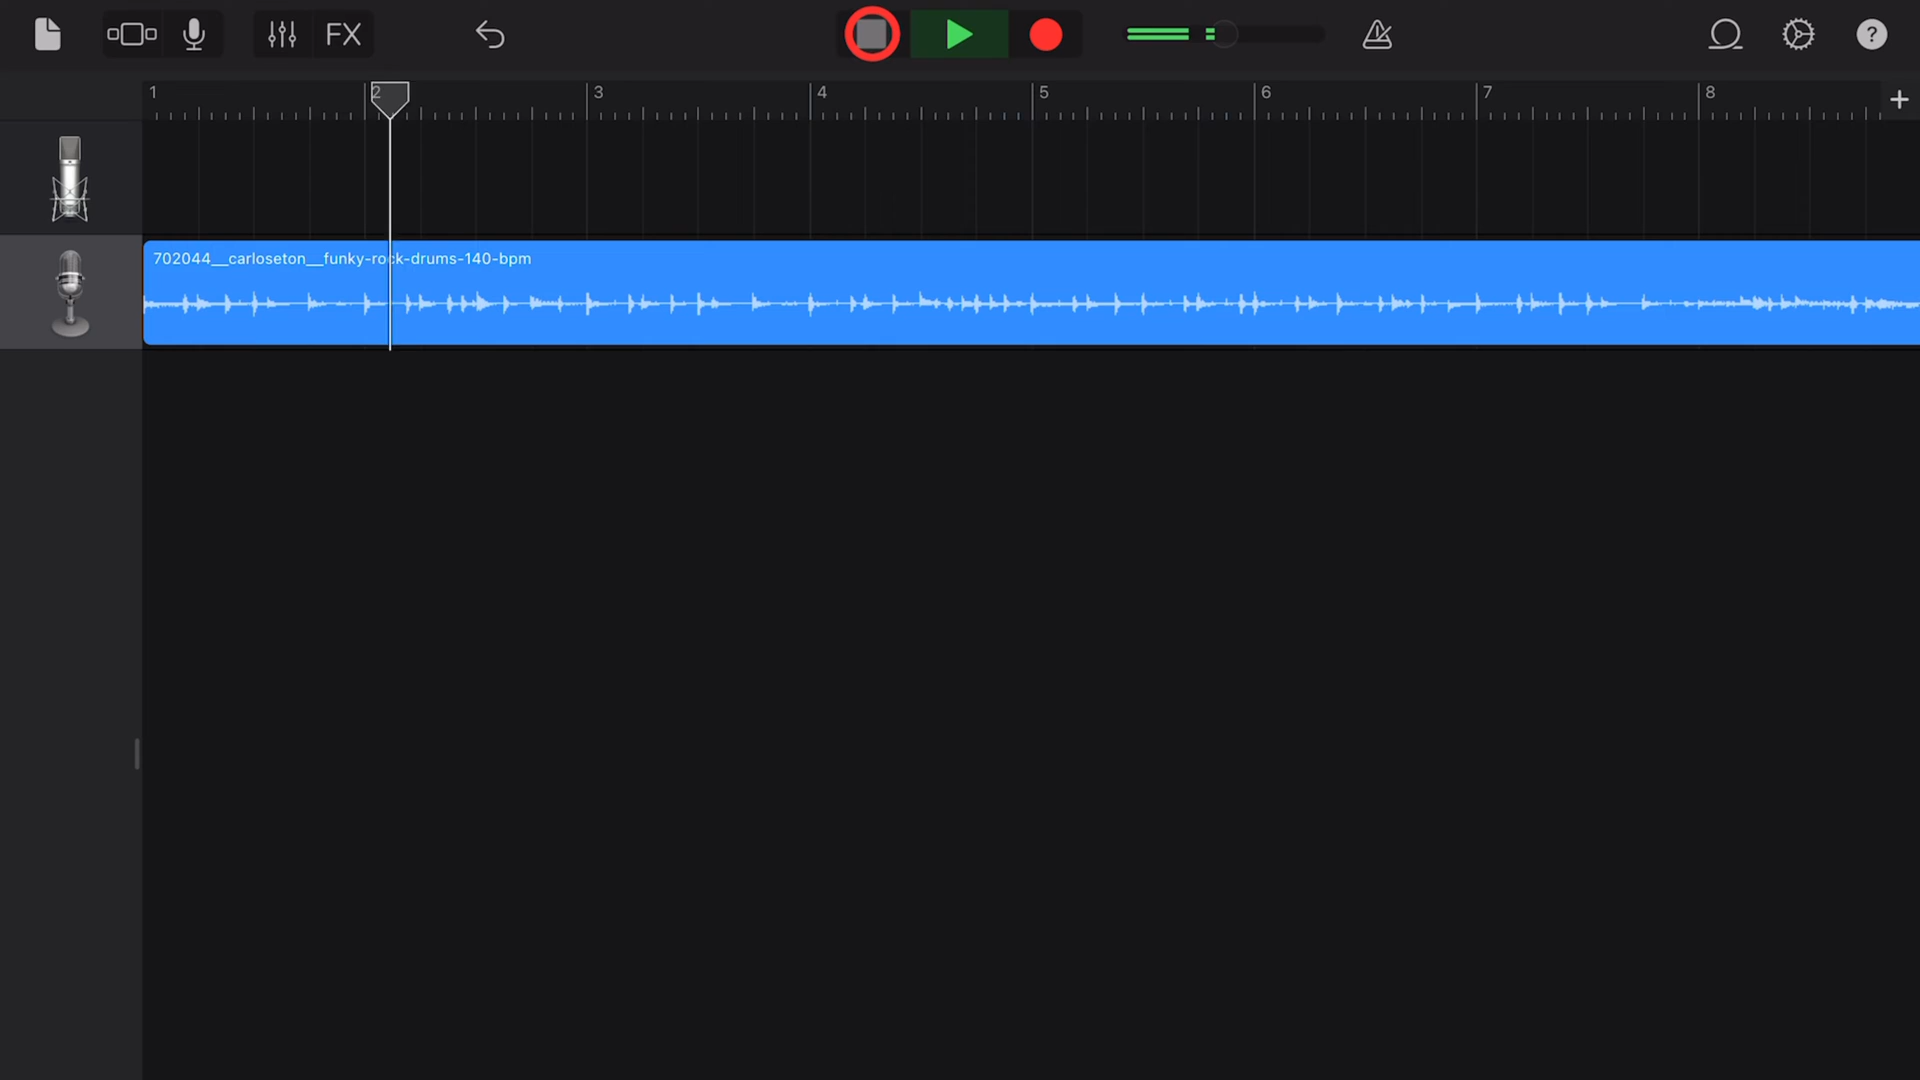 FX
?
1 2 3 4 5 6 7 8
702044__carloseton__funky-rock-drums-140-bpm